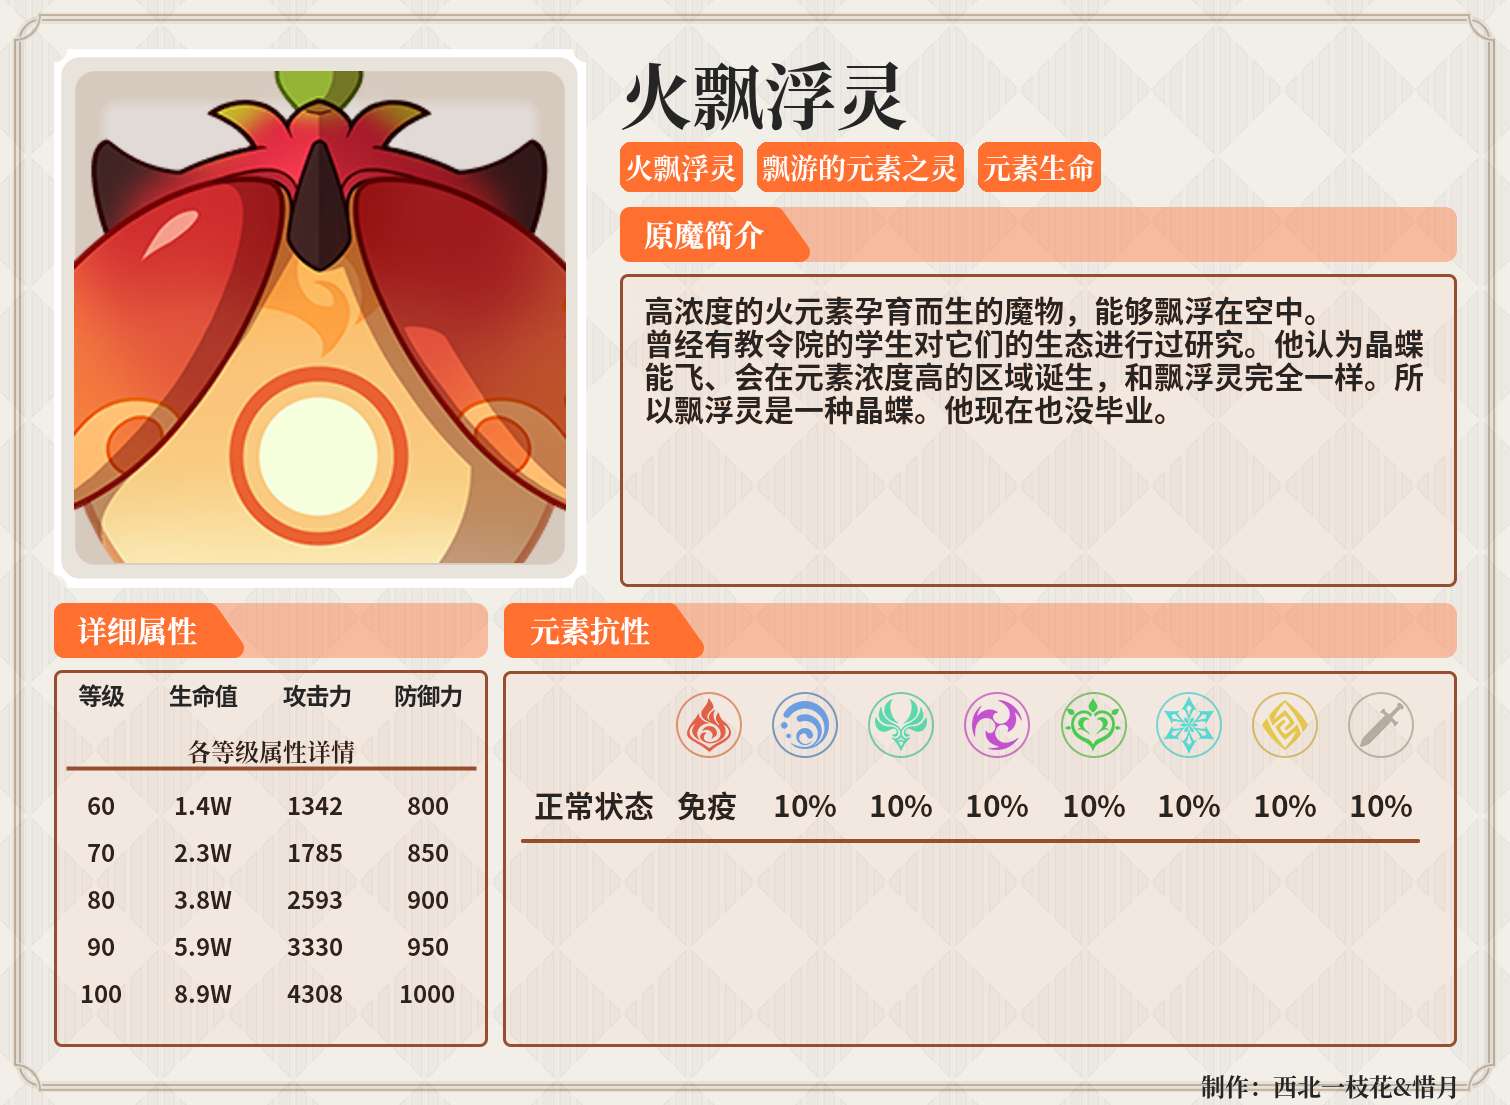 火飘浮灵
火飘浮灵 飘游的元素之灵 元素生命
原魔简介
高浓度的火元素孕育而生的魔物，能够飘浮在空中。
曾经有教令院的学生对它们的生态进行过研究。他认为晶蝶
能飞、会在元素浓度高的区域诞生，和飘浮灵完全一样。所
以飘浮灵是一种晶蝶。他现在也没毕业。
详细属性
等级 生命值 攻击力 防御力
各等级属性详情
60 1.4W 1342 800
70 2.3W 1785 850
80 3.8W 2593 900
90 5.9W 3330 950
100 8.9W 4308 1000
元素抗性
正常状态 免疫 10% 10% 10% 10% 10% 10% 10%
制作：西北一枝花&惜月